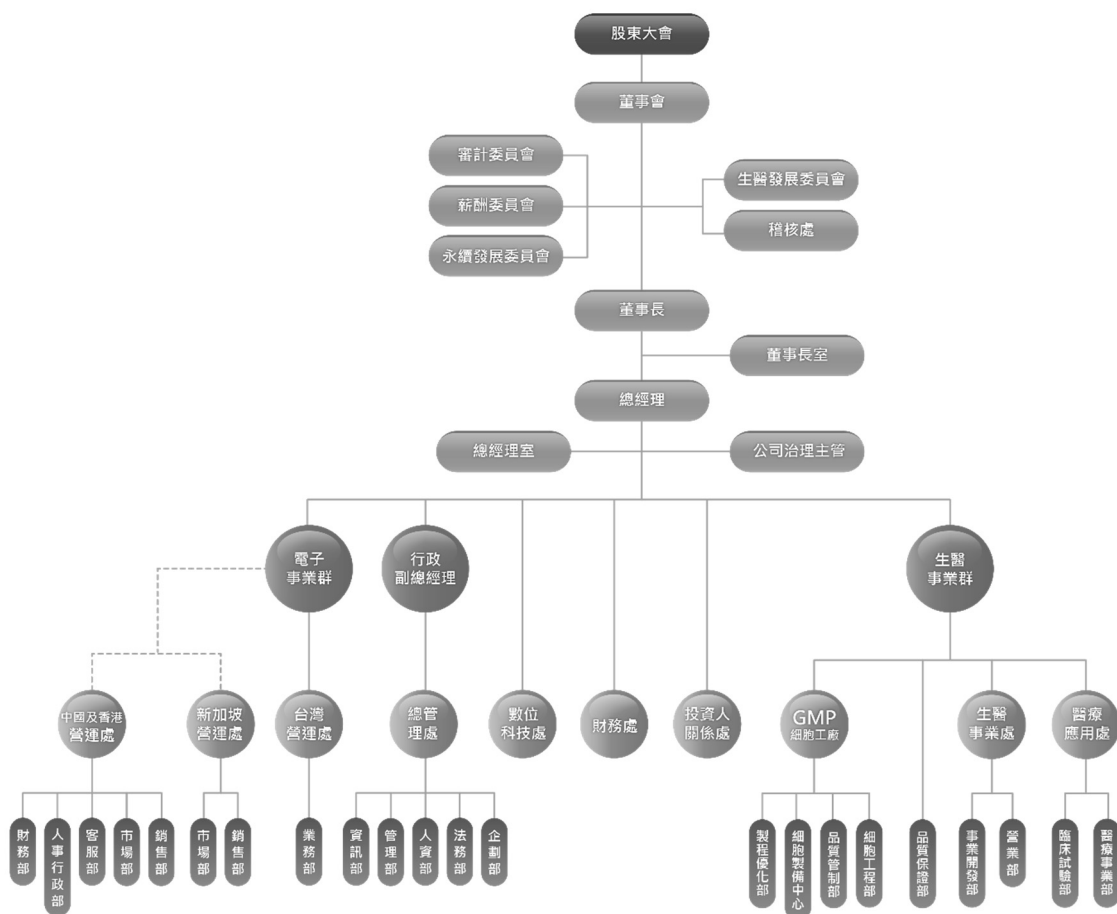 股東大會
董事會
審計委員會
生醫發展委員會
薪酬委員會
稽核處
永續發展委員會
董事長
董事長室
總經理
總經理室
公司治理主管
電子
事業群
行政
副總經理
生醫
事業群
中國及香港
營運處
新加坡
營運處
台灣
營運處
總管
理處
數位
科技處
財務處
投資人
關係處
GMP
細胞工廠
生醫
事業處
醫療
應用處
財務部
人事行政部
客服部
市場部
銷售部
市場部
銷售部
業務部
資訊部
管理部
人資部
法務部
企劃部
製程優化部
細胞製備中心
品質管制部
細胞工程部
品質保證部
事業開發部
營業部
臨床試驗部
醫療事業部